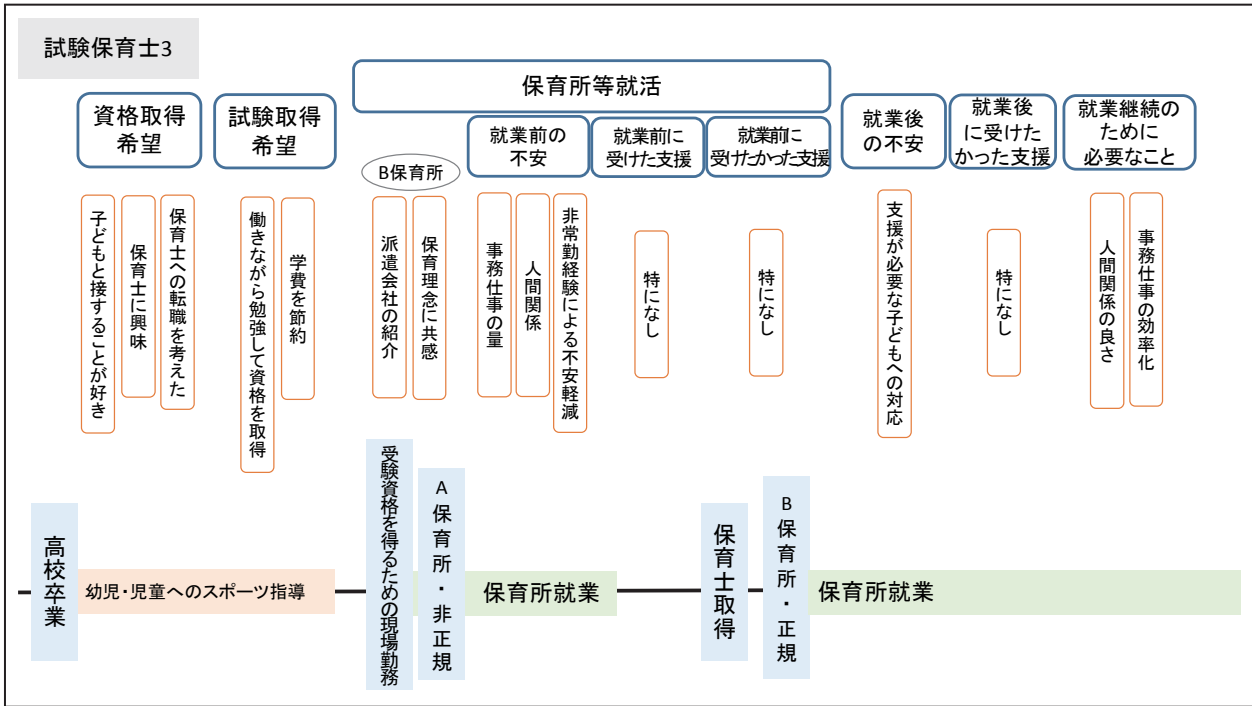 試験保育士3
資格取得
希望
試験取得
希望
保育所等就活
就業前の
不安
就業前に
受けた支援
就業前に
受けたかった支援
就業後
の不安
就業後
に受けた
かった支援
就業継続の
ために
必要なこと
B保育所
子どもと接することが好き
保育士に興味
保育士への転職を考えた
働きながら勉強して資格を取得
学費を節約
派遣会社の紹介
保育理念に共感
事務仕事の量
人間関係
非常勤経験による不安軽減
特になし
特になし
支援が必要な子どもへの対応
特になし
人間関係の良さ
事務仕事の効率化
高校卒業
幼児・児童へのスポーツ指導
受験資格を得るための現場勤務
A保育所・非正規
保育所就業
保育士取得
B保育所・正規
保育所就業